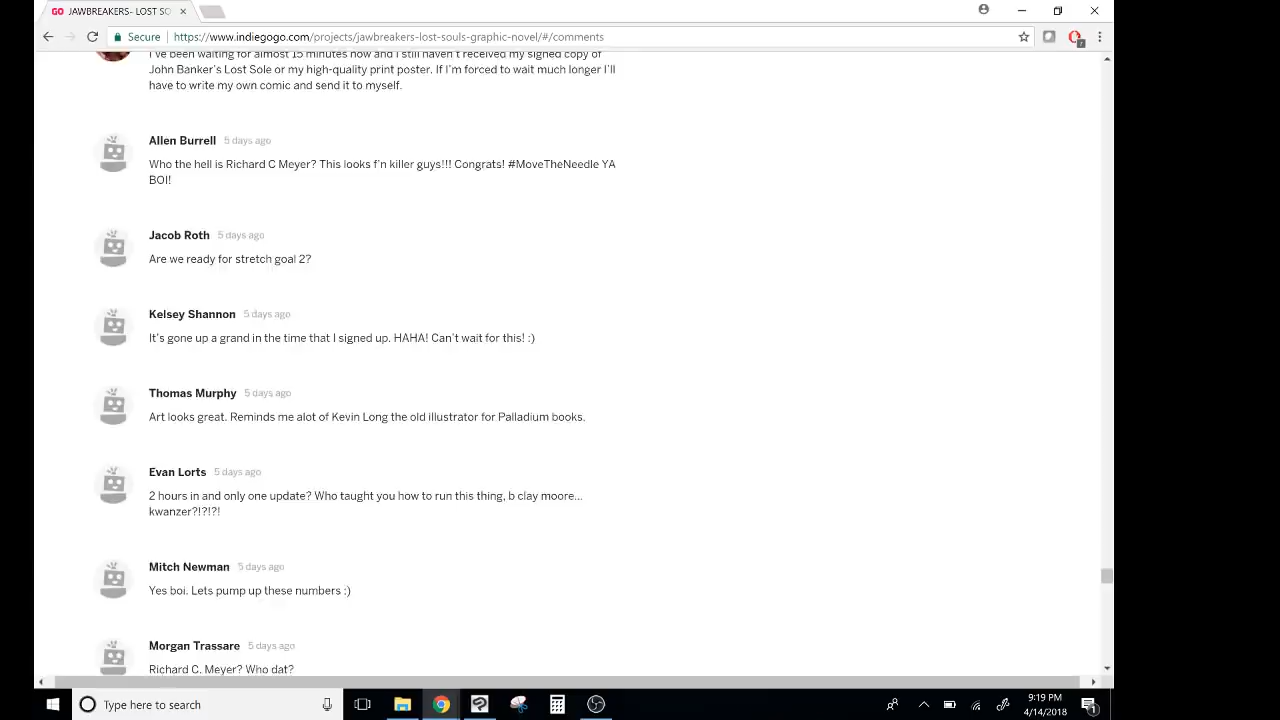 GO JAWBREAKERS- LOST SO
Secure https://www.indiegogo.com/projects/jawbreakers-lost-souls-graphic-novel/#/comments
7
I've been waiting for almost 15 minutes now and I still haven't received my signed copy of
John Banker's Lost Sole or my high-quality print poster. If I'm forced to wait much longer I'll
have to write my own comic and send it to myself.
Allen Burrell 5 days ago
Who the hell is Richard C Meyer? This looks f'n killer guys!!! Congrats! #MoveTheNeedle YA
BOI!
Jacob Roth 5 days ago
Are we ready for stretch goal 2?
Kelsey Shannon 5 days ago
It's gone up a grand in the time that I signed up. HAHA! Can't wait for this! :)
Thomas Murphy 5 days ago
Art looks great. Reminds me alot of Kevin Long the old illustrator for Palladium books.
Evan Lorts 5 days ago
2 hours in and only one update? Who taught you how to run this thing, b clay moore...
kwanzer?!?!?!
Mitch Newman 5 days ago
Yes boi. Lets pump up these numbers :)
Morgan Trassare 5 days ago
Richard C. Meyer? Who dat?
Type here to search
9:19 PM
4/14/2018
1